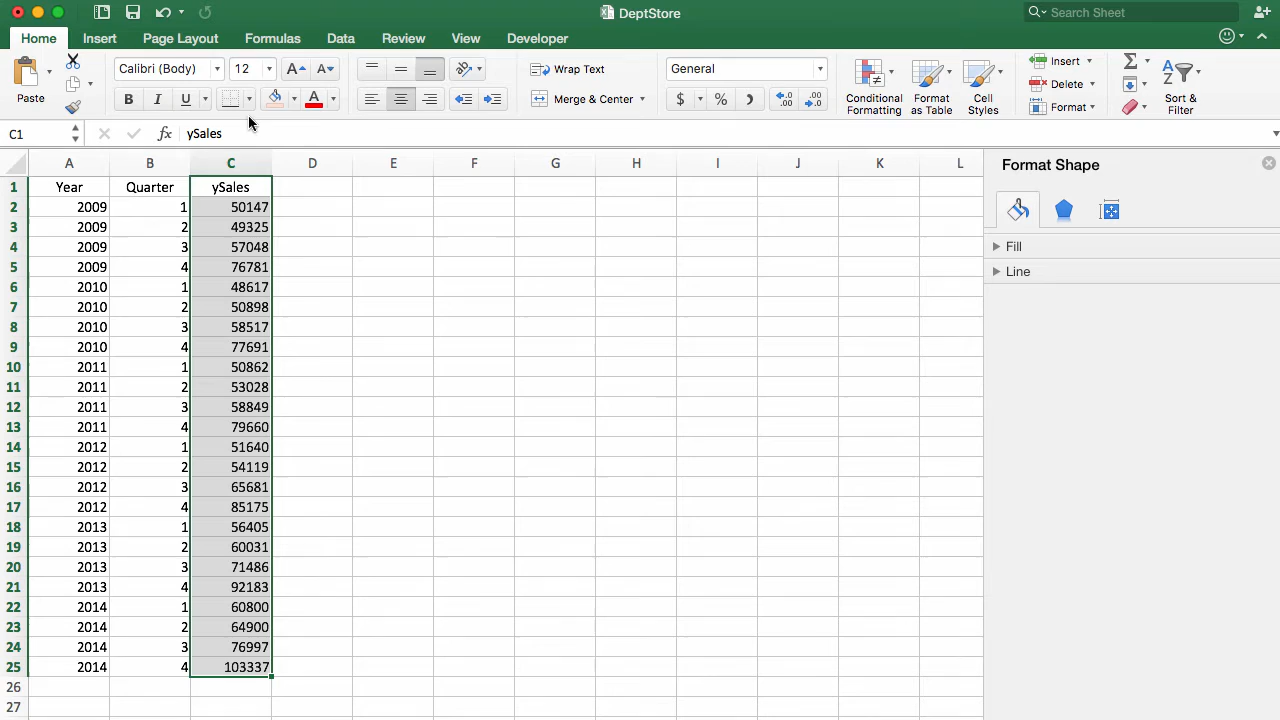 DeptStore
Search Sheet
Home Insert Page Layout Formulas Data Review View Developer
Paste
Calibri (Body) 12 A A
B I U A
Wrap Text
Merge & Center
General
$ % .0 .00 .00 .0
Conditional Formatting
Format as Table
Cell Styles
Insert
Delete
Format
Sort & Filter
C1 fx ySales
A B C D E F G H I J K L
1 Year Quarter ySales
2 2009 1 50147
3 2009 2 49325
4 2009 3 57048
5 2009 4 76781
6 2010 1 48617
7 2010 2 50898
8 2010 3 58517
9 2010 4 77691
10 2011 1 50862
11 2011 2 53028
12 2011 3 58849
13 2011 4 79660
14 2012 1 51640
15 2012 2 54119
16 2012 3 65681
17 2012 4 85175
18 2013 1 56405
19 2013 2 60031
20 2013 3 71486
21 2013 4 92183
22 2014 1 60800
23 2014 2 64900
24 2014 3 76997
25 2014 4 103337
26
27
Format Shape
Fill
Line